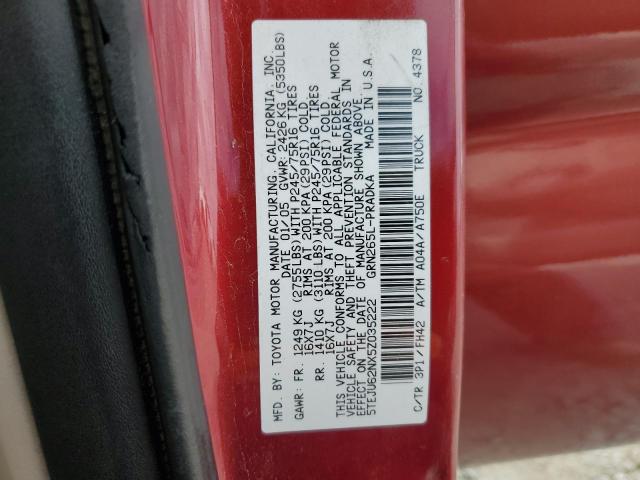 MFD. BY: TOYOTA MOTOR MANUFACTURING, CALIFORNIA, INC.
DATE 01/05 GVWR: 2426 KG (5350LBS)
GAWR: FR. 1249 KG (2755LBS)WITH P245/75R16 TIRES
16X7J RIMS AT 200 KPA(29PSI) COLD.
RR. 1410 KG (3110 LBS)WITH P245/75R16 TIRES
16X7J RIMS AT 200 KPA(29PSI) COLD.
THIS VEHICLE CONFORMS TO ALL APPLICABLE FEDERAL MOTOR
VEHICLE SAFETY AND THEFT PREVENTION STANDARDS IN
EFFECT ON THE DATE OF MANUFACTURE SHOWN ABOVE.
5TEJU62NX5Z035222 GRN265L-PRADKA MADE IN U.S.A.
C/TR 3P1/FH42 A/TM A04A/A750E TRUCK NO. 4378